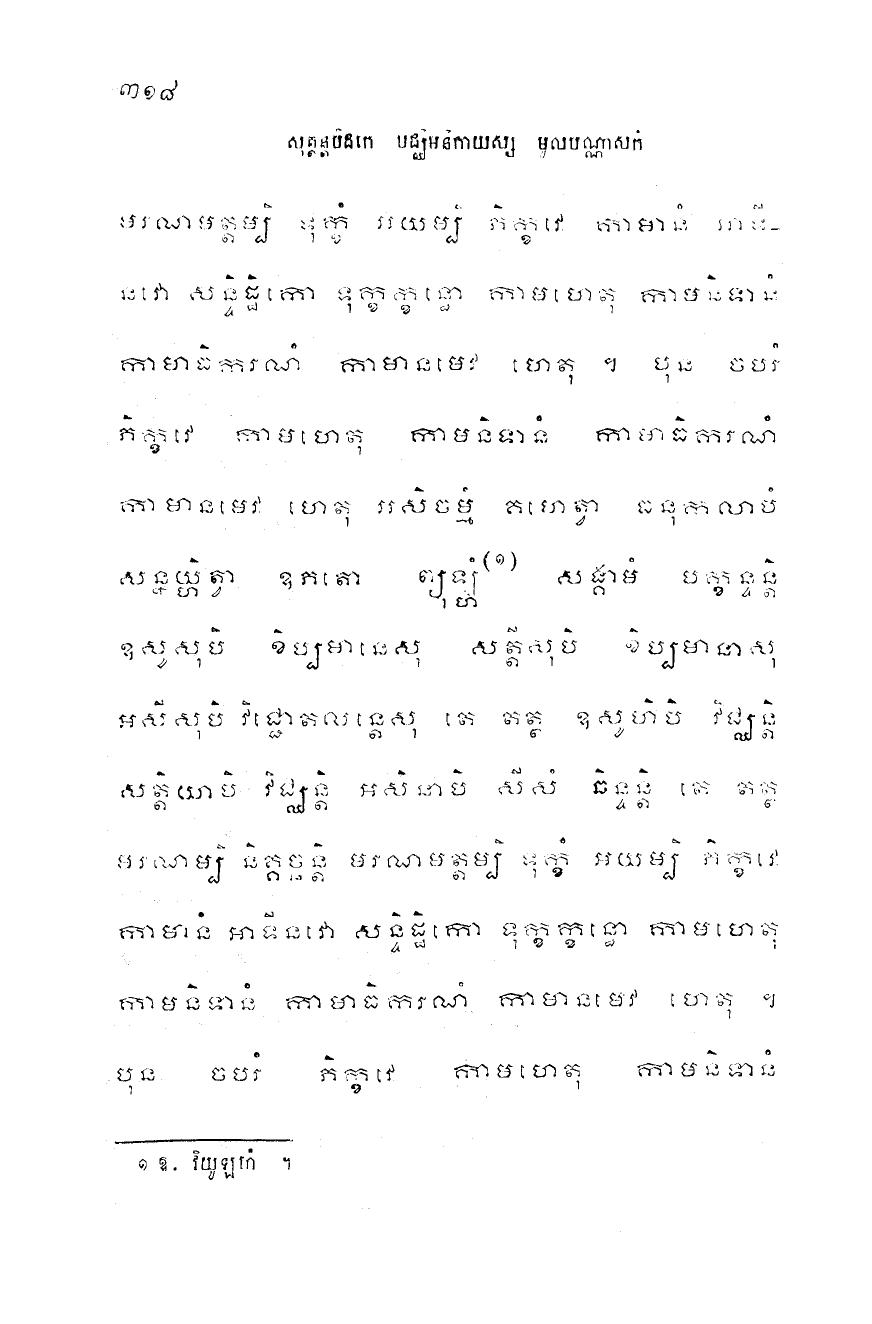 ៣១៨
សុត្តន្តបិដកេ មជ្ឈិមនិកាយស្ស មូលបណ្ណាសកំ
មរណាមត្តម្បិ ទុក្ខំ អយម្បិ ភិក្ខវេ កាមានំ អាទី-
នវោ សន្ទិដ្ឋិកោ ទុក្ខក្ខន្ធោ កាមហេតុ កាមនិទានំ
កាមាធិករណំ កាមានមេវ ហេតុ ។ បុន ចបរំ
ភិក្ខវេ កាមហេតុ កាមនិទានំ កាមាធិករណំ
កាមានមេវ ហេតុ អសិចម្មំ គហេត្វា ធនុកលាបំ
សន្នយ្ហិត្វា ឧភតោ ព្យុឡ្ហំ(១) សង្គាមំ បក្ខន្ទន្តិ
ឧសូសុបិ ខិប្បមានេសុ សត្តីសុបិ ខិប្បមានាសុ
អសីសុបិ វិជ្ជោតលន្តេសុ តេ តត្ថ ឧសូហិបិ វិជ្ឈន្តិ
សត្តិយាបិ វិជ្ឈន្តិ អសិនាបិ សីសំ ឆិន្ទន្តិ តេ តត្ថ
មរណម្បិ និគច្ឆន្តិ មរណាមត្តម្បិ ទុក្ខំ អយម្បិ ភិក្ខវេ
កាមានំ អាទីនវោ សន្ទិដ្ឋិកោ ទុក្ខក្ខន្ធោ កាមហេតុ
កាមនិទានំ កាមាធិករណំ កាមានមេវ ហេតុ ។
បុន ចបរំ ភិក្ខវេ កាមហេតុ កាមនិទានំ
១ ឱ. វិយូឡ្ហកំ ។